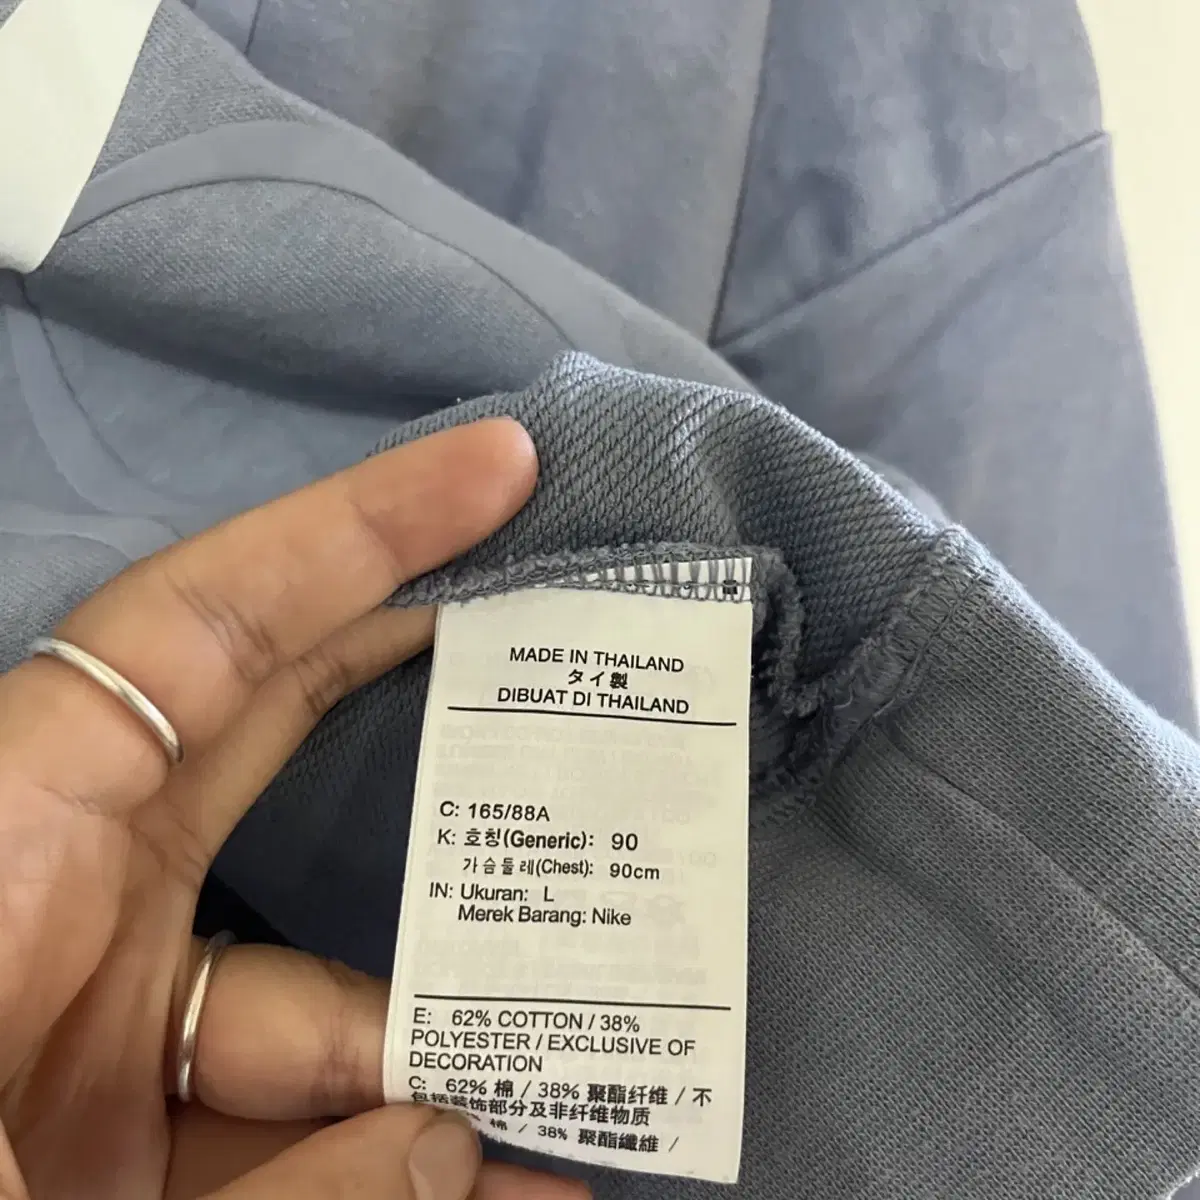 MADE IN THAILAND
タイ製
DIBUAT DI THAILAND
C: 165/88A
K: 호칭(Generic): 90
가슴둘레(Chest): 90cm
IN: Ukuran: L
Merek Barang: Nike
E: 62% COTTON / 38%
POLYESTER / EXCLUSIVE OF
DECORATION
C: 62% 棉 / 38% 聚酯纤维 / 不
包括装饰部分及非纤维物质
棉 / 38% 聚酯纖維 /